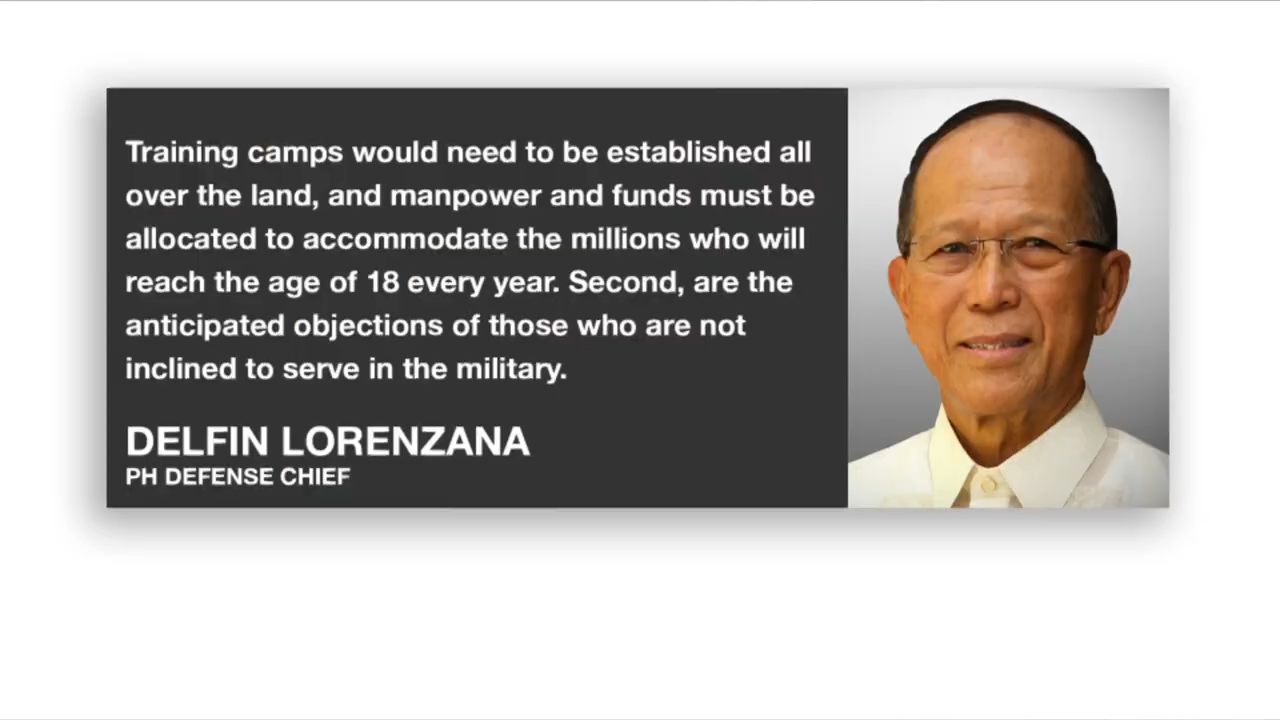 Training camps would need to be established all
over the land, and manpower and funds must be
allocated to accommodate the millions who will
reach the age of 18 every year. Second, are the
anticipated objections of those who are not
inclined to serve in the military.
DELFIN LORENZANA
PH DEFENSE CHIEF